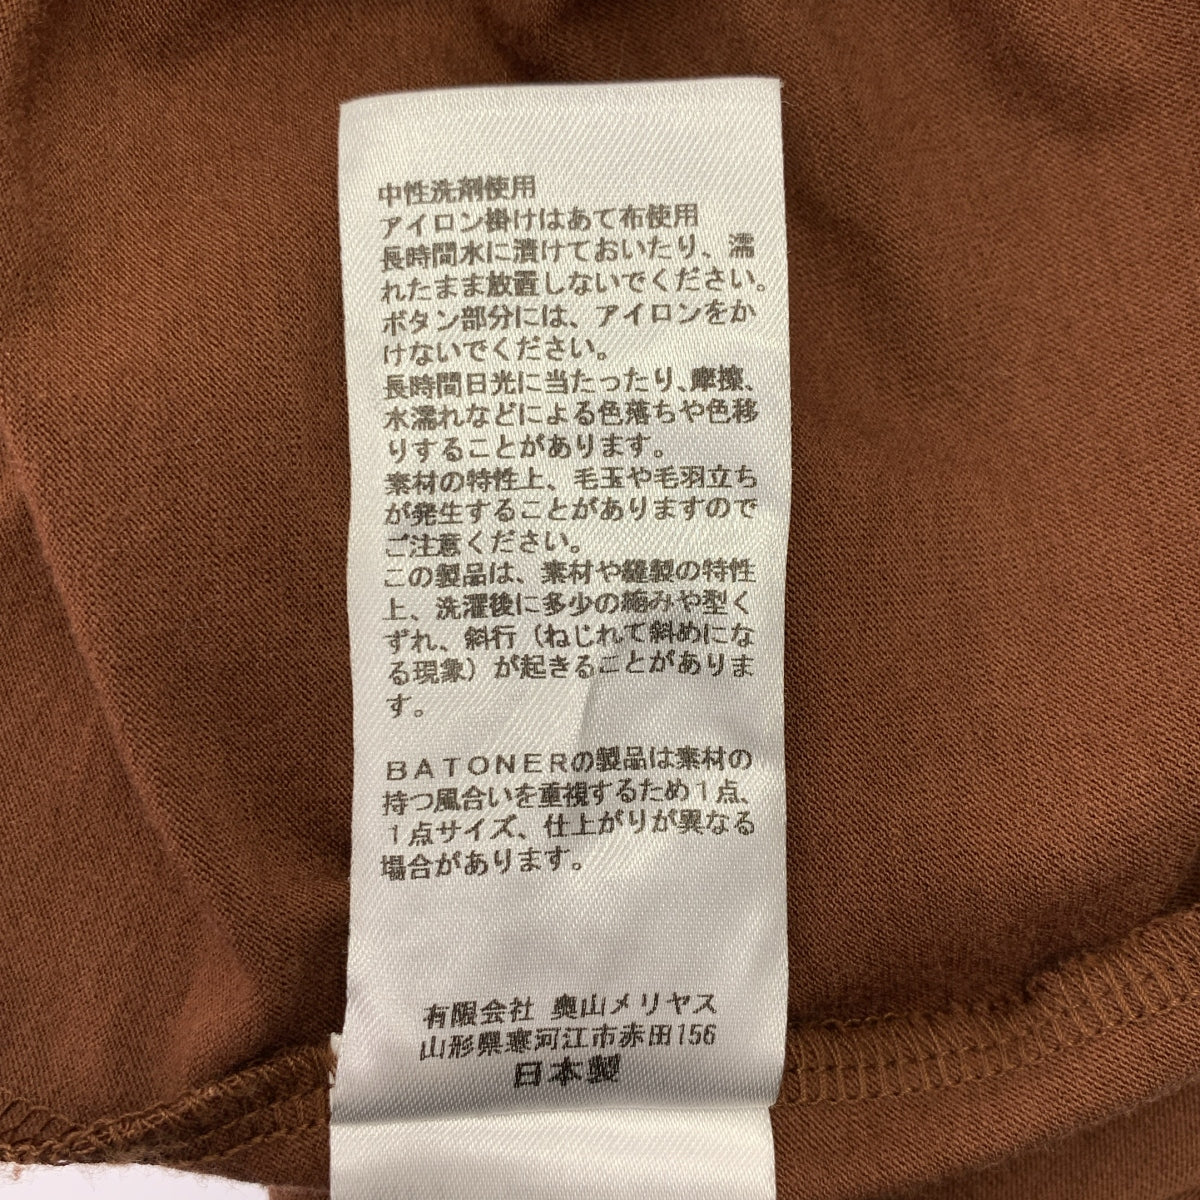 中性洗剤使用
アイロン掛けはあて布使用
長時間水に漬けておいたり、濡
れたまま放置しないでください。
ボタン部分には、アイロンをか
けないでください。
長時間日光に当たったり、摩擦、
水濡れなどによる色落ちや色移
りすることがあります。
素材の特性上、毛玉や毛羽立ち
が発生することがありますので
ご注意ください。
この製品は、素材や縫製の特性
上、洗濯後に多少の縮みや型く
ずれ、斜行（ねじれて斜めにな
る現象）が起きることがありま
す。
BATONERの製品は素材の
持つ風合いを重視するため1点、
1点サイズ、仕上がりが異なる
場合があります。
有限会社 奥山メリヤス
山形県寒河江市赤田156
日本製